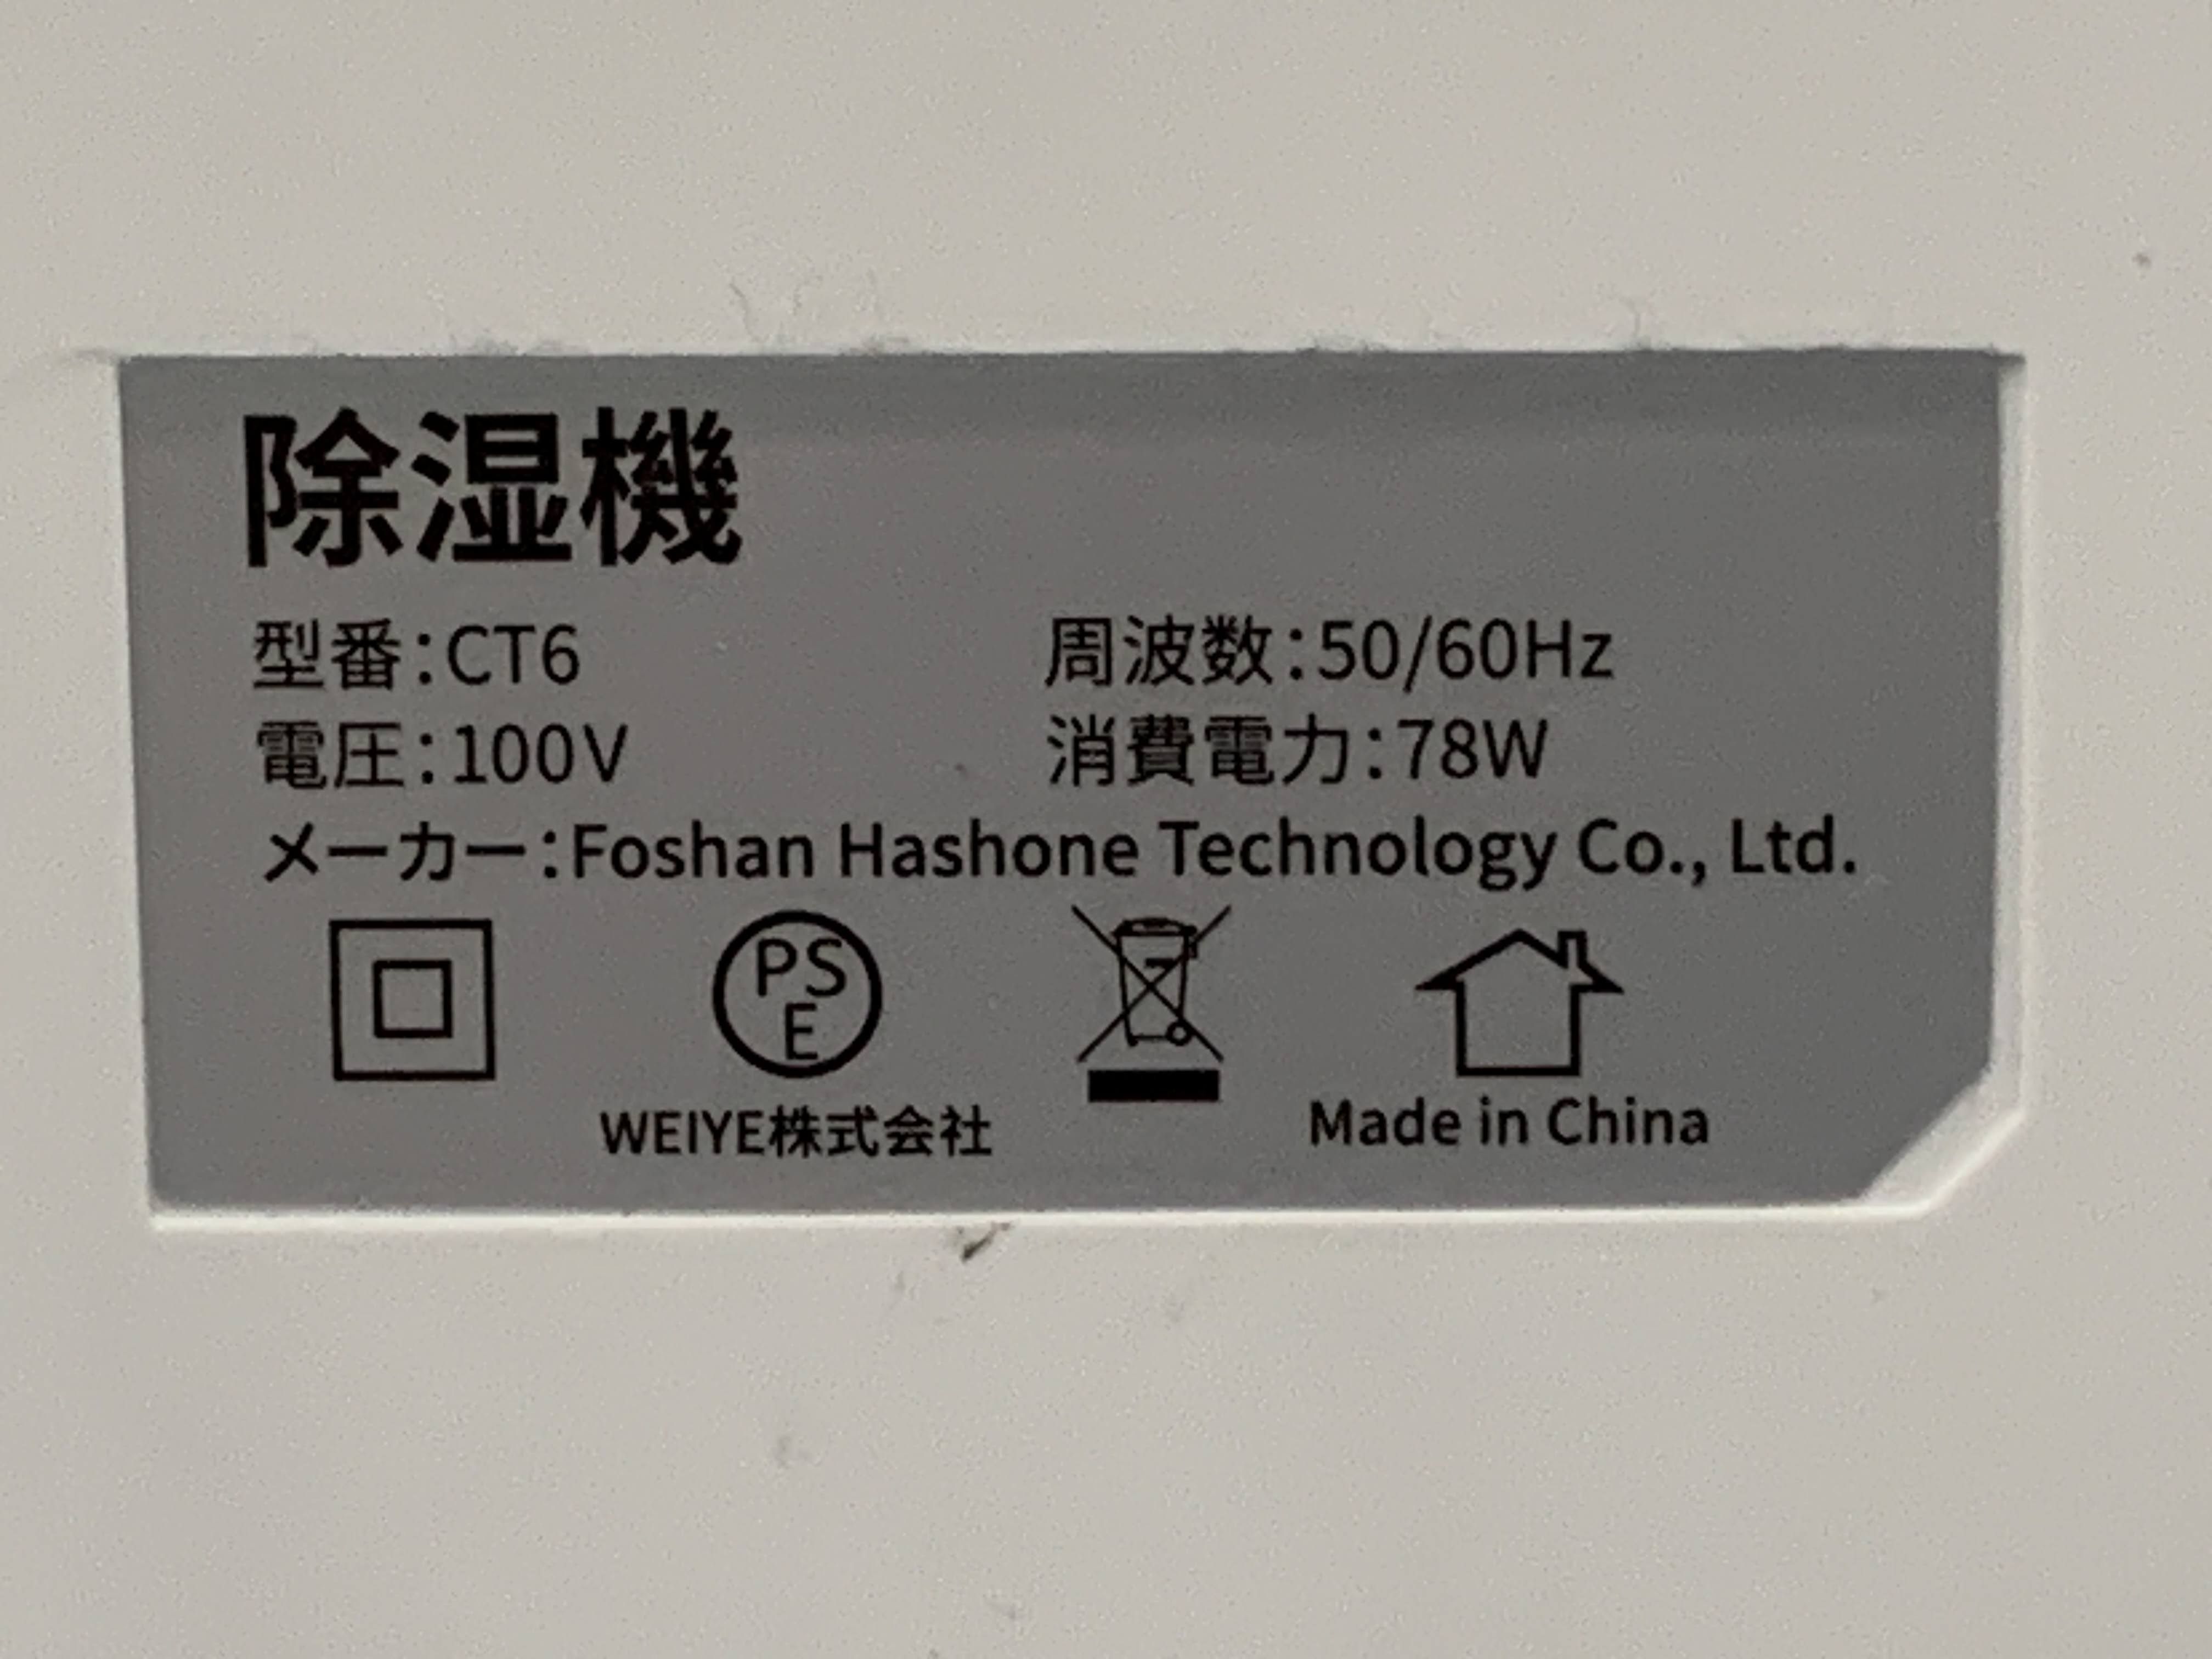 除湿機
型番：CT6
周波数：50/60Hz
電圧：100V
消費電力：78W
メーカー：Foshan Hashone Technology Co., Ltd.
PS
E
WEIYE株式会社
Made in China